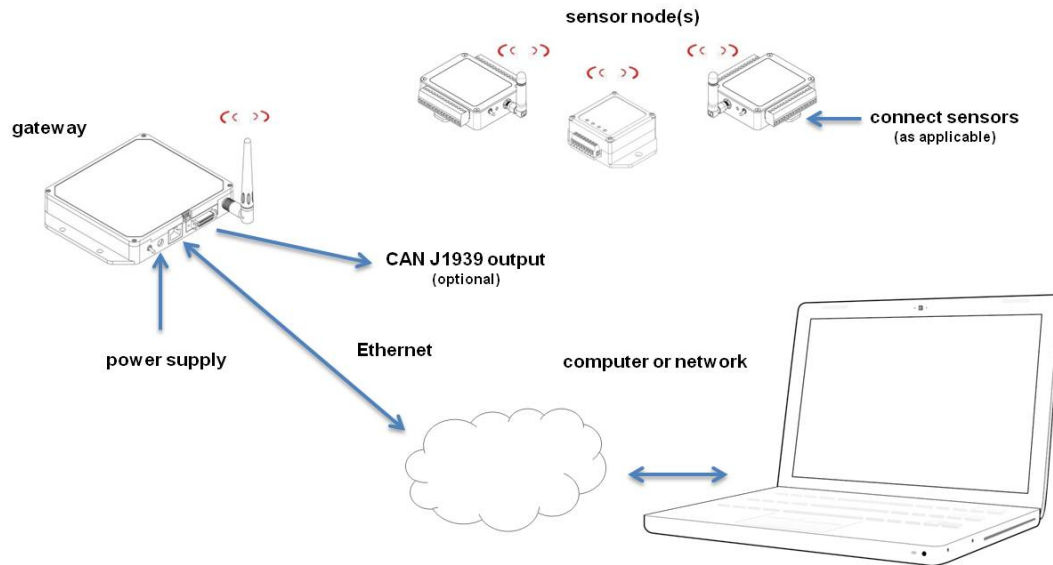 sensor node(s)
gateway
connect sensors
(as applicable)
CAN J1939 output
(optional)
power supply
Ethernet
computer or network